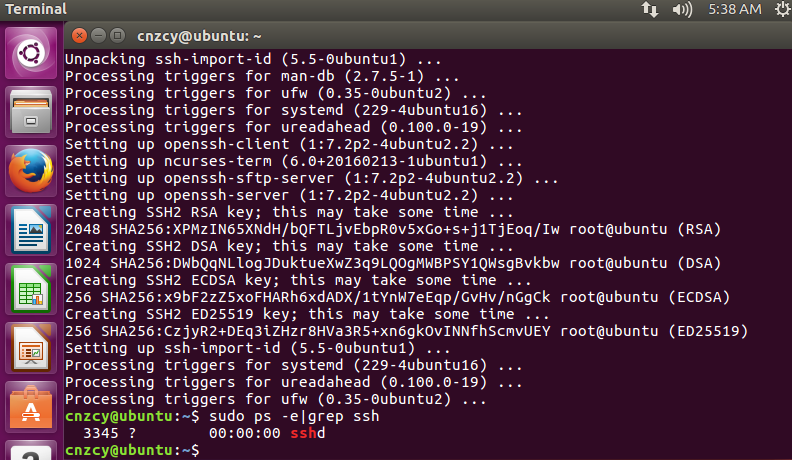 Terminal
5:38 AM
cnzcy@ubuntu: ~
Unpacking ssh-import-id (5.5-0ubuntu1) ...
Processing triggers for man-db (2.7.5-1) ...
Processing triggers for ufw (0.35-0ubuntu2) ...
Processing triggers for systemd (229-4ubuntu16) ...
Processing triggers for ureadahead (0.100.0-19) ...
Setting up openssh-client (1:7.2p2-4ubuntu2.2) ...
Setting up ncurses-term (6.0+20160213-1ubuntu1) ...
Setting up openssh-sftp-server (1:7.2p2-4ubuntu2.2) ...
Setting up openssh-server (1:7.2p2-4ubuntu2.2) ...
Creating SSH2 RSA key; this may take some time ...
2048 SHA256:XPMzIN65XNdH/bQFTLjvEbpR0v5xGo+s+j1TjEoq/Iw root@ubuntu (RSA)
Creating SSH2 DSA key; this may take some time ...
1024 SHA256:DWbQqNLlogJDuktueXwZ3q9LQOgMWBPSY1QWsgBvkbw root@ubuntu (DSA)
Creating SSH2 ECDSA key; this may take some time ...
256 SHA256:x9bF2zZ5xoFHARh6xdADX/1tYnW7eEqp/GvHv/nGgCk root@ubuntu (ECDSA)
Creating SSH2 ED25519 key; this may take some time ...
256 SHA256:CzjyR2+DEq3iZHzr8HVa3R5+xn6gkOvINNfhScmvUEY root@ubuntu (ED25519)
Setting up ssh-import-id (5.5-0ubuntu1) ...
Processing triggers for systemd (229-4ubuntu16) ...
Processing triggers for ureadahead (0.100.0-19) ...
Processing triggers for ufw (0.35-0ubuntu2) ...
cnzcy@ubuntu:~$ sudo ps -e|grep ssh
3345 ? 00:00:00 sshd
cnzcy@ubuntu:~$